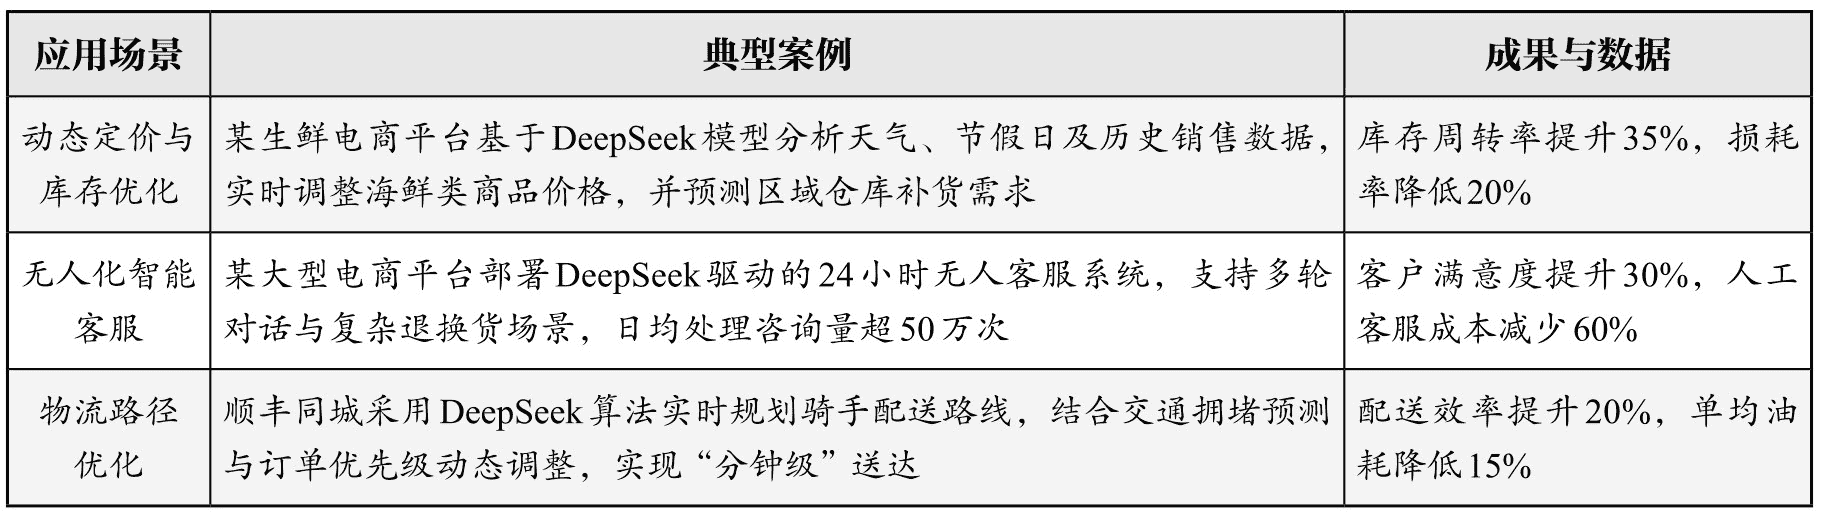 应用场景
典型案例
成果与数据
动态定价与
库存优化
某生鲜电商平台基于DeepSeek模型分析天气、节假日及历史销售数据，
实时调整海鲜类商品价格，并预测区域仓库补货需求
库存周转率提升35%，损耗
率降低20%
无人化智能
客服
某大型电商平台部署DeepSeek驱动的24小时无人客服系统，支持多轮
对话与复杂退换货场景，日均处理咨询量超50万次
客户满意度提升30%，人工
客服成本减少60%
物流路径
优化
顺丰同城采用DeepSeek算法实时规划骑手配送路线，结合交通拥堵预测
与订单优先级动态调整，实现“分钟级”送达
配送效率提升20%，单均油
耗降低15%